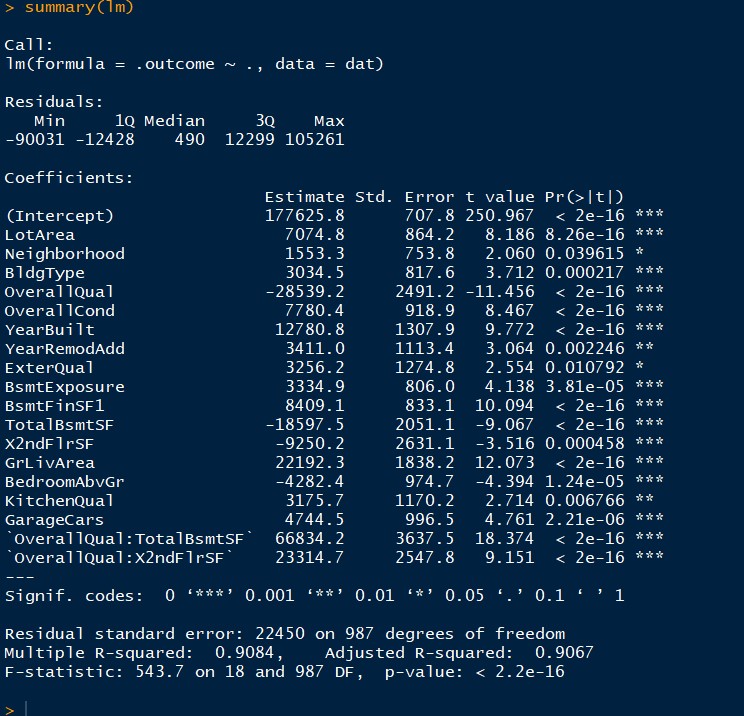 > summary(lm)
Call:
lm(formula = .outcome ~ ., data = dat)
Residuals:
   Min     1Q Median     3Q    Max
-90031 -12428    490  12299 105261
Coefficients:
                          Estimate Std. Error t value Pr(>|t|)
(Intercept)               177625.8      707.8 250.967  < 2e-16 ***
LotArea                     7074.8      864.2   8.186 8.26e-16 ***
Neighborhood                1553.3      753.8   2.060 0.039615 *
BldgType                    3034.5      817.6   3.712 0.000217 ***
OverallQual               -28539.2     2491.2 -11.456  < 2e-16 ***
OverallCond                 7780.4      918.9   8.467  < 2e-16 ***
YearBuilt                  12780.8     1307.9   9.772  < 2e-16 ***
YearRemodAdd                3411.0     1113.4   3.064 0.002246 **
ExterQual                   3256.2     1274.8   2.554 0.010792 *
BsmtExposure                3334.9      806.0   4.138 3.81e-05 ***
BsmtFinSF1                  8409.1      833.1  10.094  < 2e-16 ***
TotalBsmtSF               -18597.5     2051.1  -9.067  < 2e-16 ***
X2ndFlrSF                  -9250.2     2631.1  -3.516 0.000458 ***
GrLivArea                  22192.3     1838.2  12.073  < 2e-16 ***
BedroomAbvGr               -4282.4      974.7  -4.394 1.24e-05 ***
KitchenQual                 3175.7     1170.2   2.714 0.006766 **
GarageCars                  4744.5      996.5   4.761 2.21e-06 ***
`OverallQual:TotalBsmtSF`  66834.2     3637.5  18.374  < 2e-16 ***
`OverallQual:X2ndFlrSF`    23314.7     2547.8   9.151  < 2e-16 ***
---
Signif. codes:  0 ‘***’ 0.001 ‘**’ 0.01 ‘*’ 0.05 ‘.’ 0.1 ‘ ’ 1
Residual standard error: 22450 on 987 degrees of freedom
Multiple R-squared:  0.9084,	Adjusted R-squared:  0.9067
F-statistic: 543.7 on 18 and 987 DF,  p-value: < 2.2e-16
>